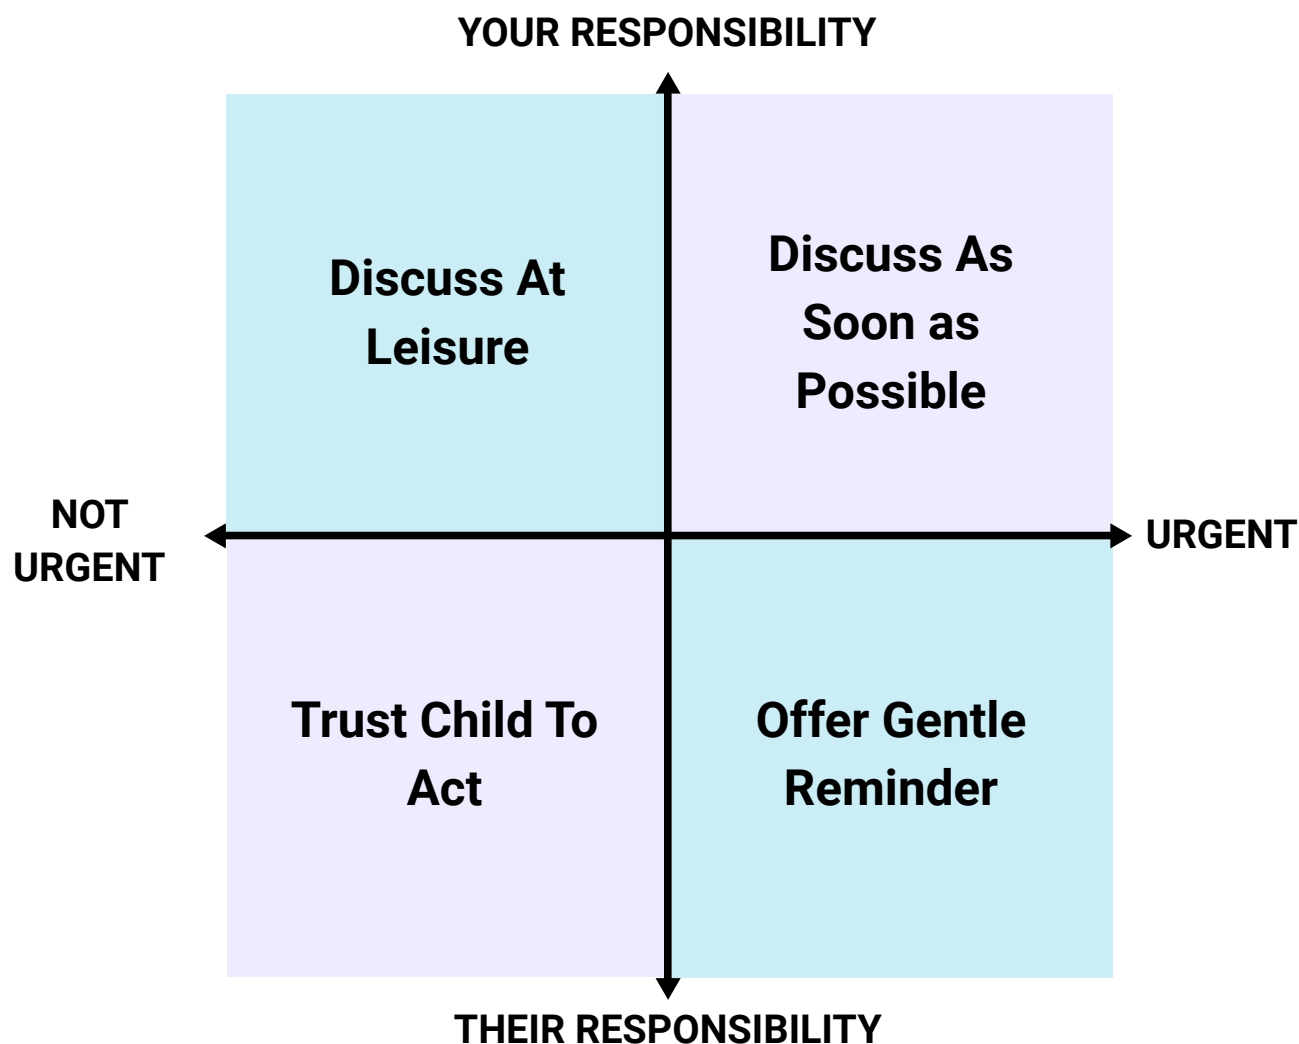 YOUR RESPONSIBILITY
Discuss At
Leisure
Discuss As
Soon as
Possible
NOT
URGENT
URGENT
Trust Child To
Act
Offer Gentle
Reminder
THEIR RESPONSIBILITY